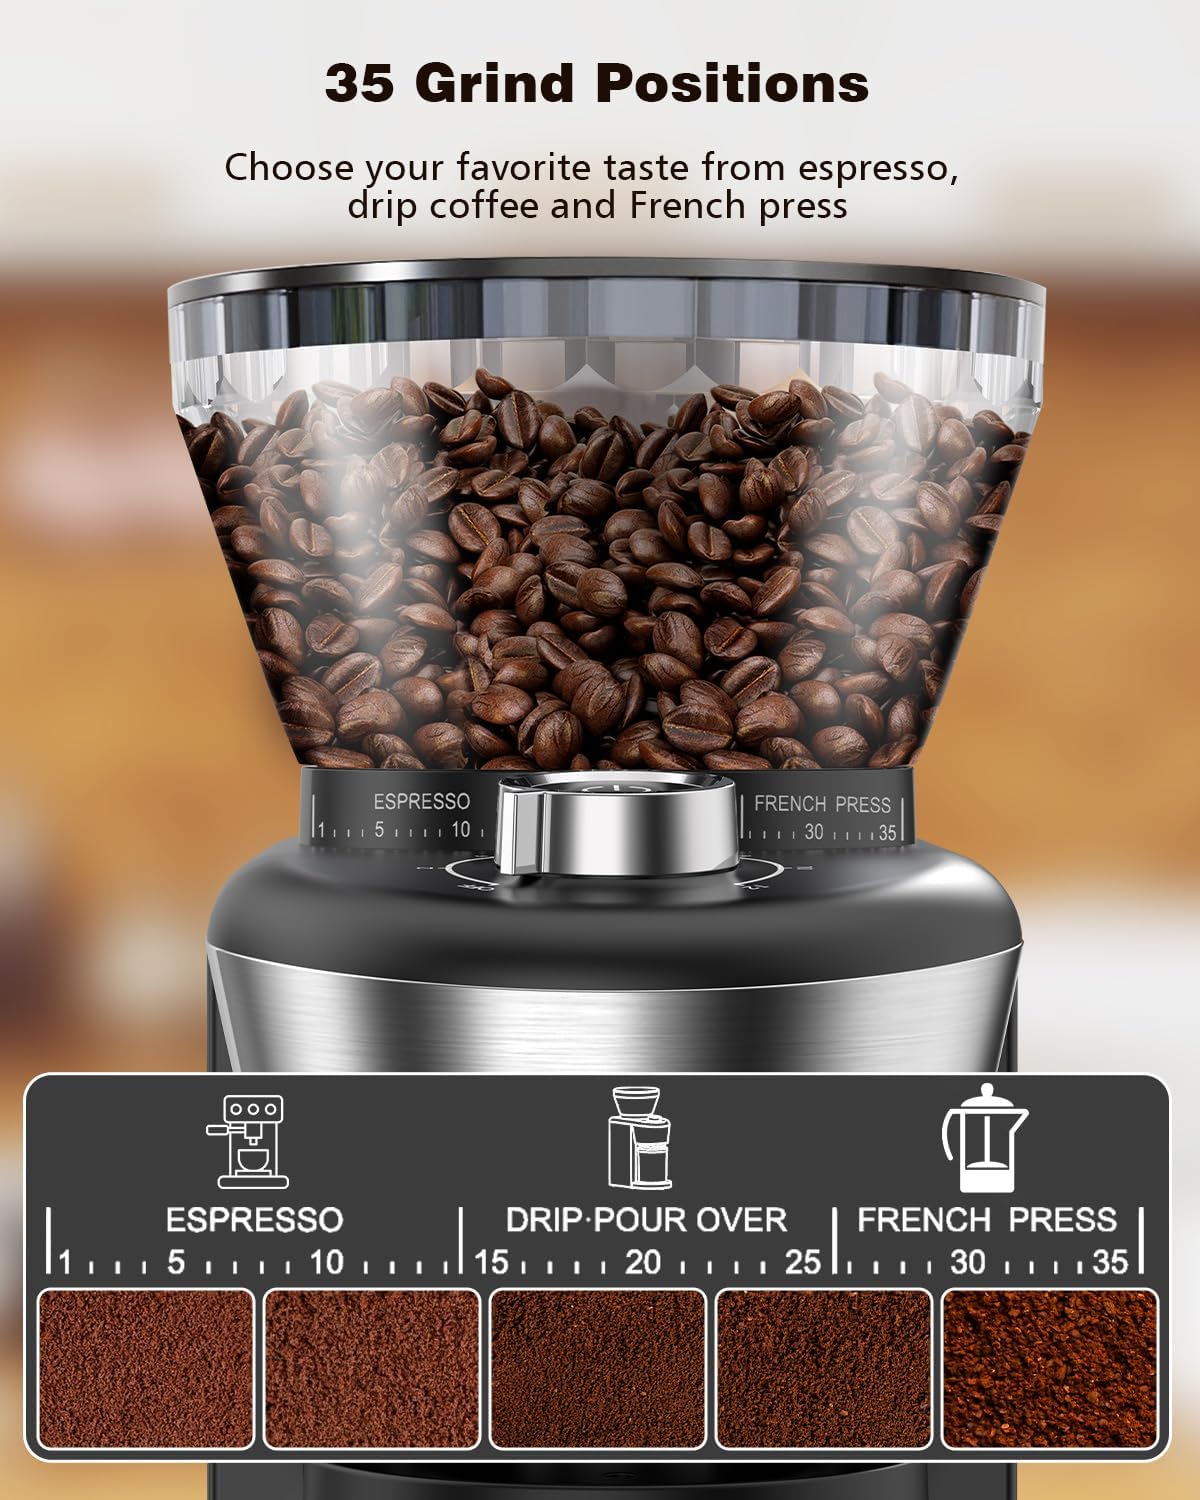 35 Grind Positions
Choose your favorite taste from espresso,
drip coffee and French press
ESPRESSO
1 5 10
FRENCH PRESS
30 35
OFF
ESPRESSO
DRIP·POUR OVER
FRENCH PRESS
1 5 10 15 20 25 30 35